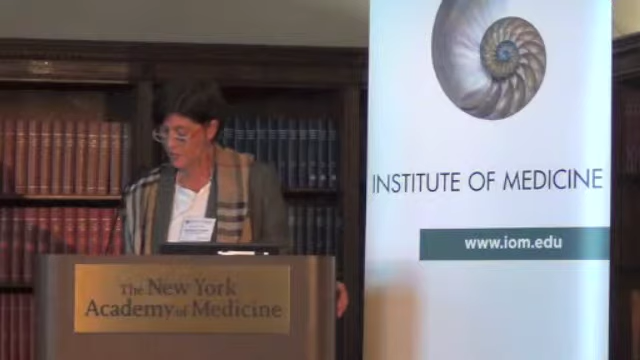 INSTITUTE OF MEDICINE
www.iom.edu
The New York
Academy of Medicine